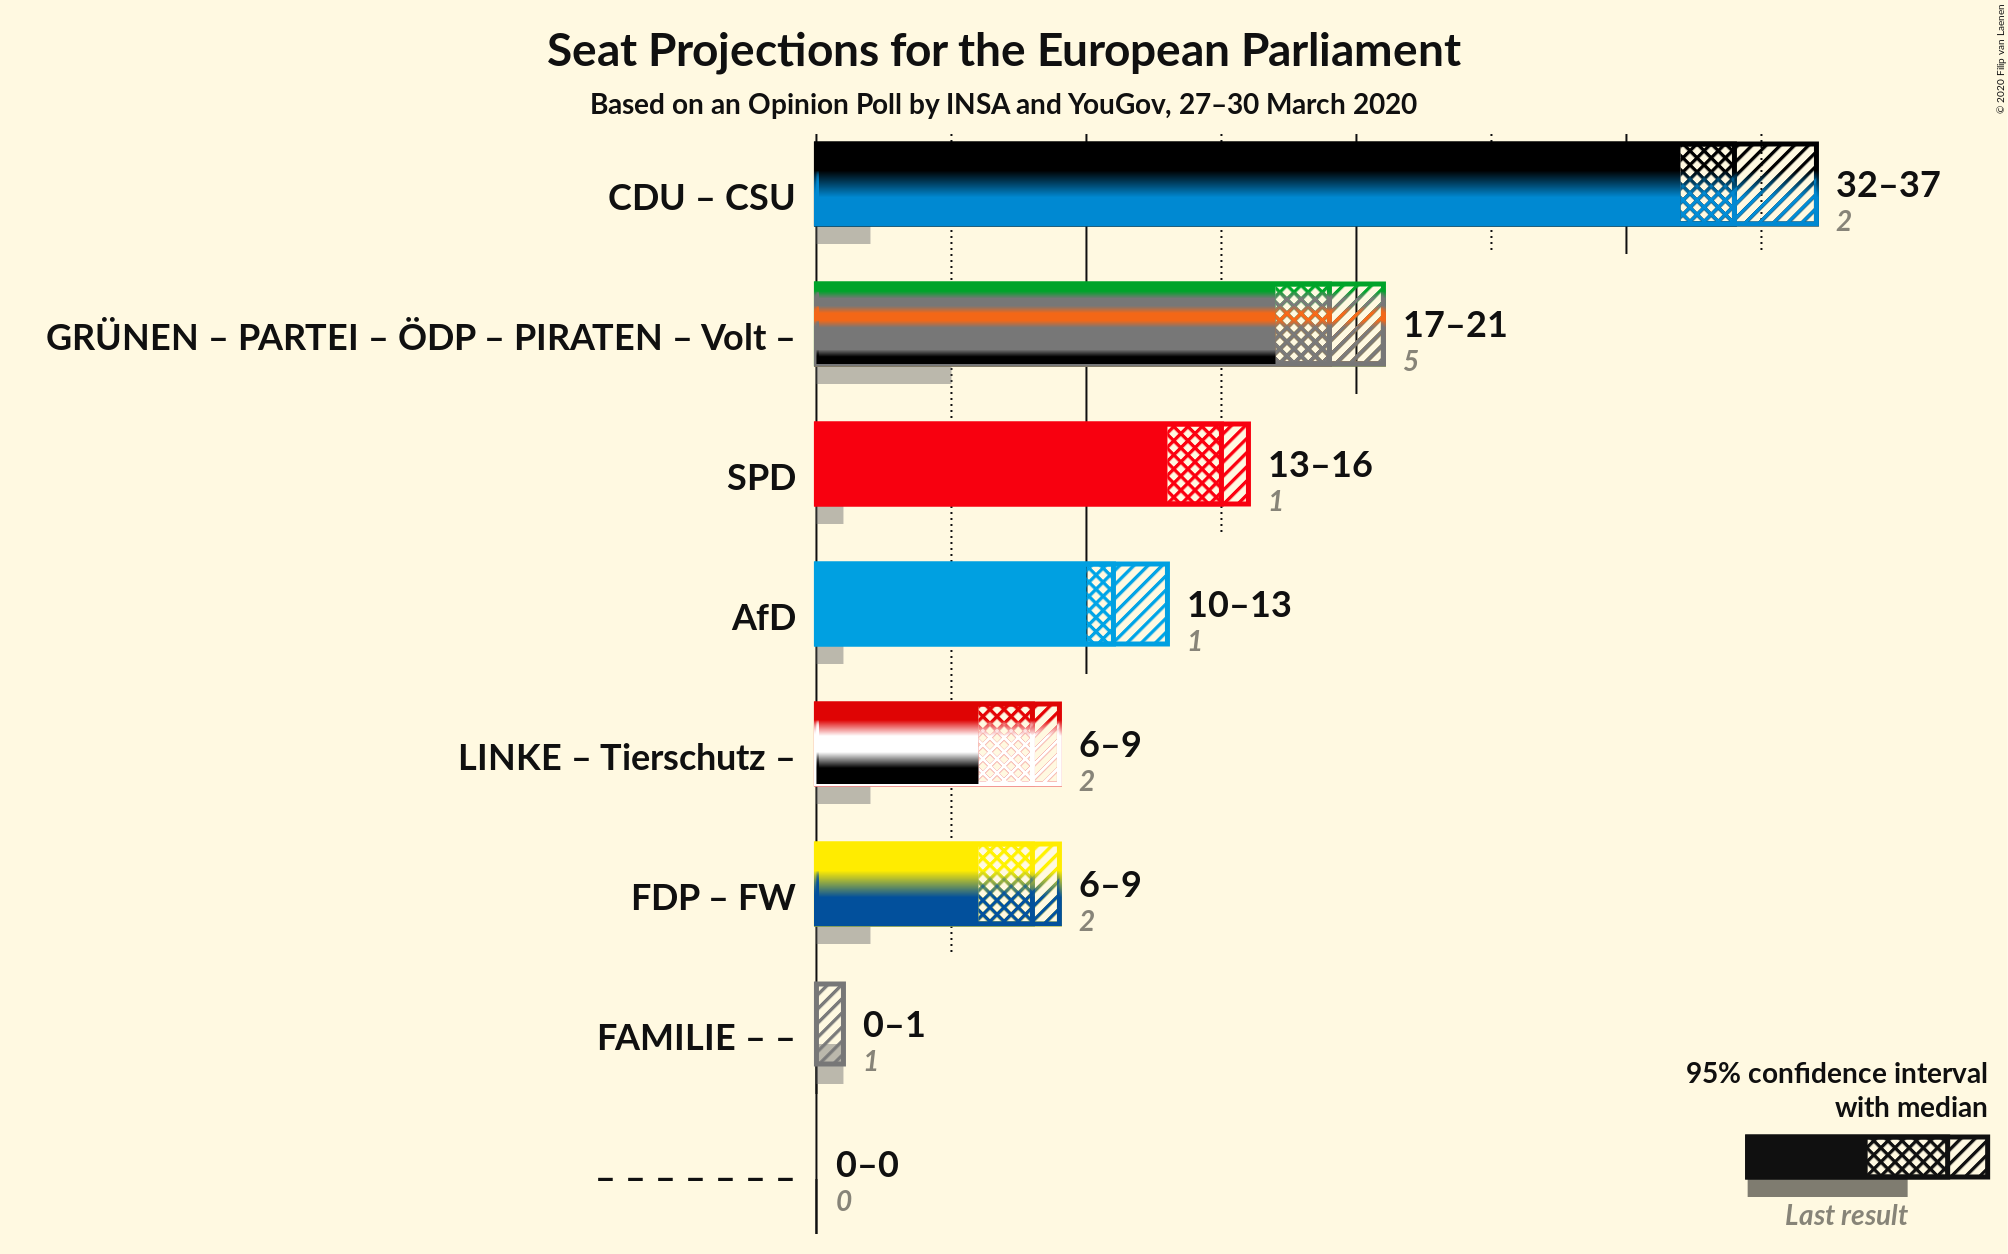 Seat Projections for the European Parliament
Based on an Opinion Poll by INSA and YouGov, 27–30 March 2020
© 2020 Filip van Laenen
CDU – CSU
32–37
2
GRÜNEN – PARTEI – ÖDP – PIRATEN – Volt –
17–21
5
SPD
13–16
1
AfD
10–13
1
LINKE – Tierschutz –
6–9
2
FDP – FW
6–9
2
FAMILIE – –
0–1
1
– – – – – – –
0–0
0
95% confidence interval
with median
Last result